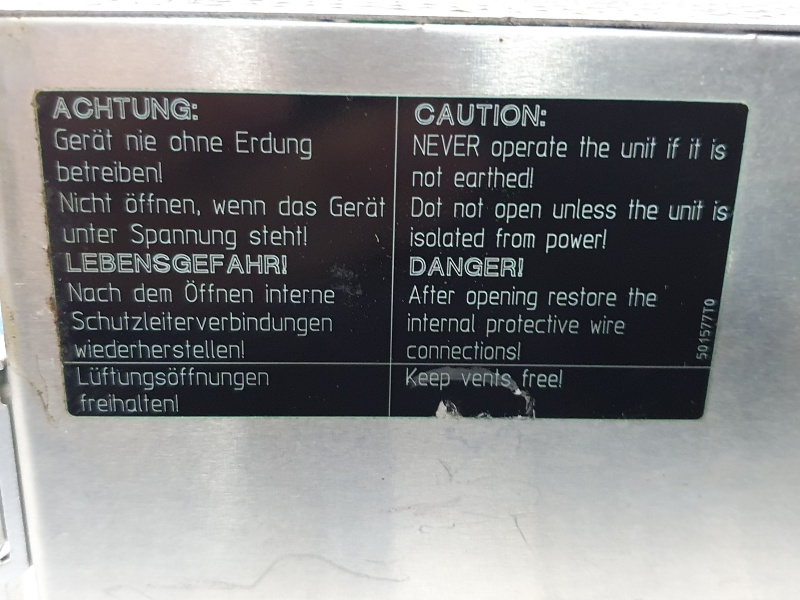 ACHTUNG:
Gerät nie ohne Erdung
betreiben!
Nicht öffnen, wenn das Gerät
unter Spannung steht!
LEBENSGEFAHR!
Nach dem Öffnen interne
Schutzleiterverbindungen
wiederherstellen!
Lüftungsöffnungen
freihalten!
CAUTION:
NEVER operate the unit if it is
not earthed!
Dot not open unless the unit is
isolated from power!
DANGER!
After opening restore the
internal protective wire
connections!
Keep vents free!
501577T0